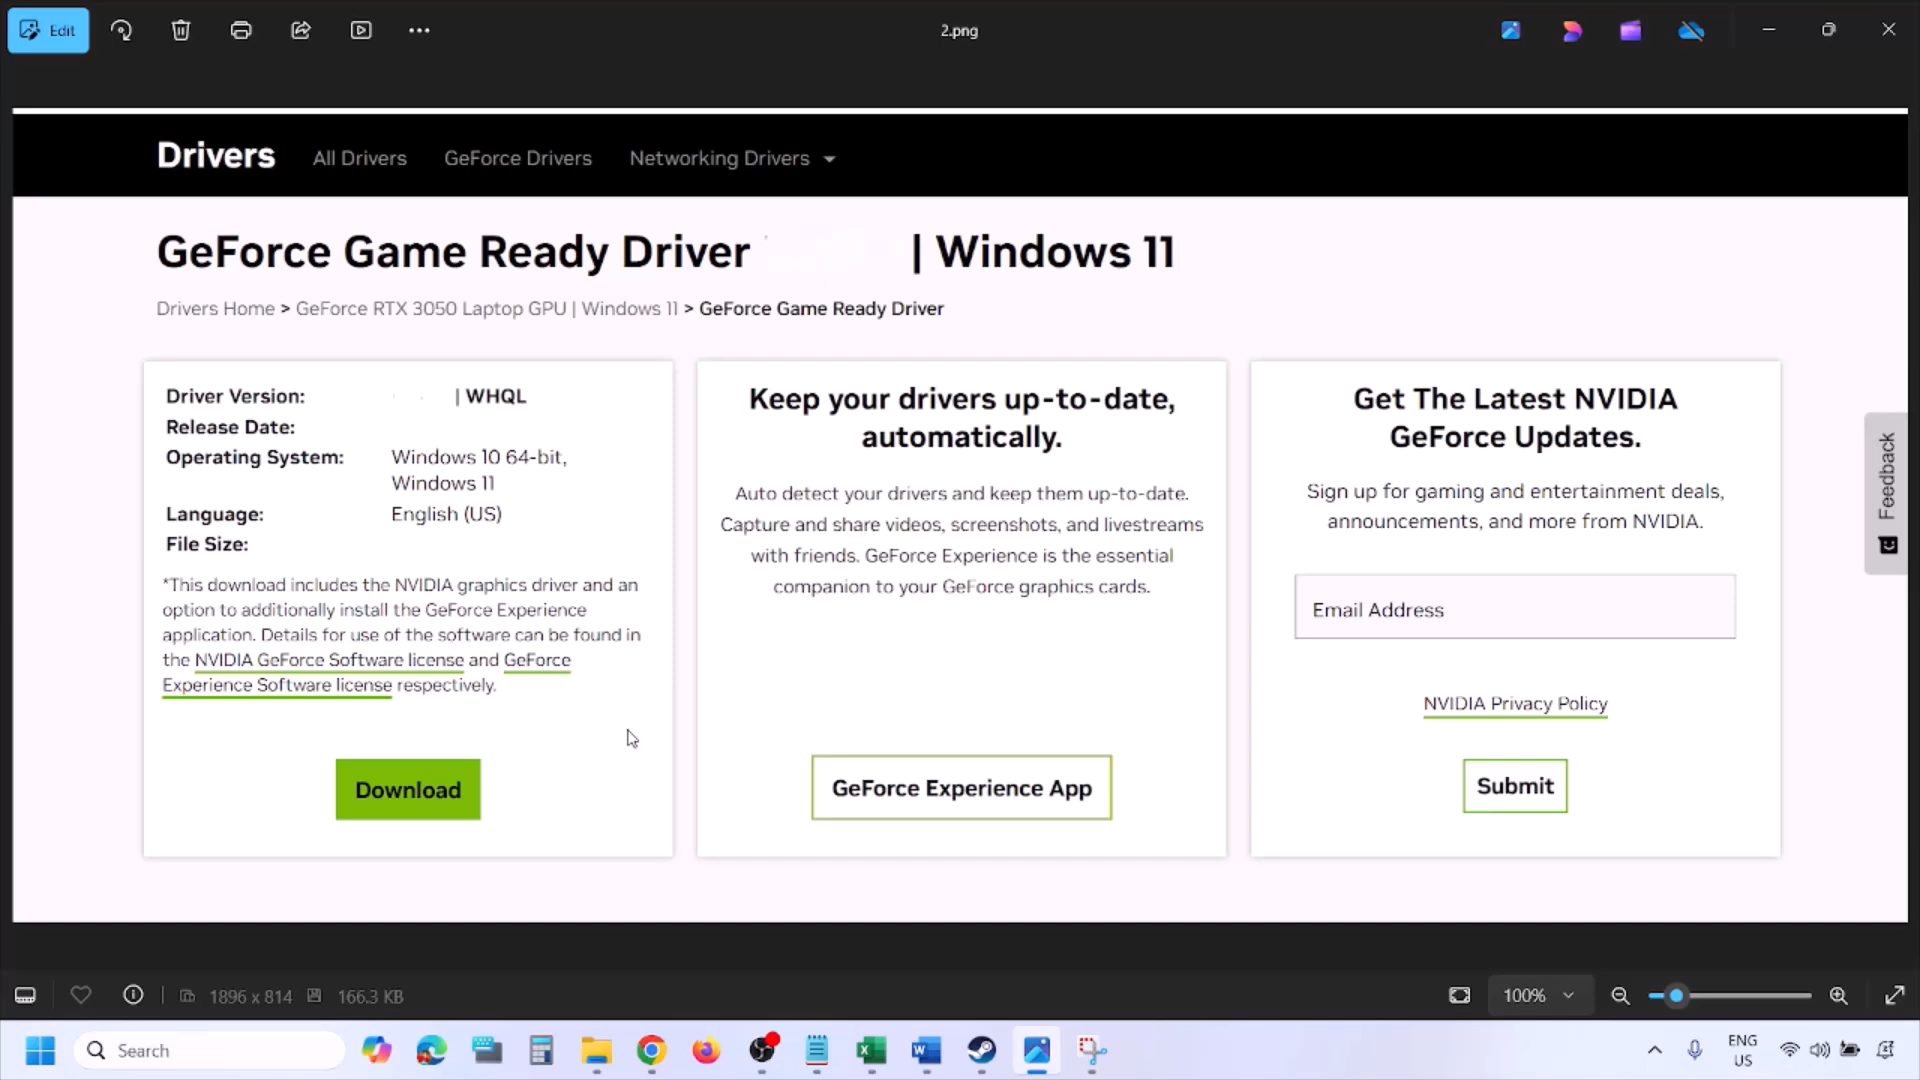 Edit
2.png
Drivers
All Drivers
GeForce Drivers
Networking Drivers
GeForce Game Ready Driver | Windows 11
Drivers Home > GeForce RTX 3050 Laptop GPU | Windows 11 > GeForce Game Ready Driver
Driver Version: | WHQL
Release Date:
Operating System: Windows 10 64-bit,
Windows 11
Language: English (US)
File Size:
*This download includes the NVIDIA graphics driver and an
option to additionally install the GeForce Experience
application. Details for use of the software can be found in
the NVIDIA GeForce Software license and GeForce
Experience Software license respectively.
Download
Keep your drivers up-to-date,
automatically.
Auto detect your drivers and keep them up-to-date.
Capture and share videos, screenshots, and livestreams
with friends. GeForce Experience is the essential
companion to your GeForce graphics cards.
GeForce Experience App
Get The Latest NVIDIA
GeForce Updates.
Sign up for gaming and entertainment deals,
announcements, and more from NVIDIA.
Email Address
NVIDIA Privacy Policy
Submit
Feedback
1896 x 814
166.3 KB
100%
Search
ENG
US